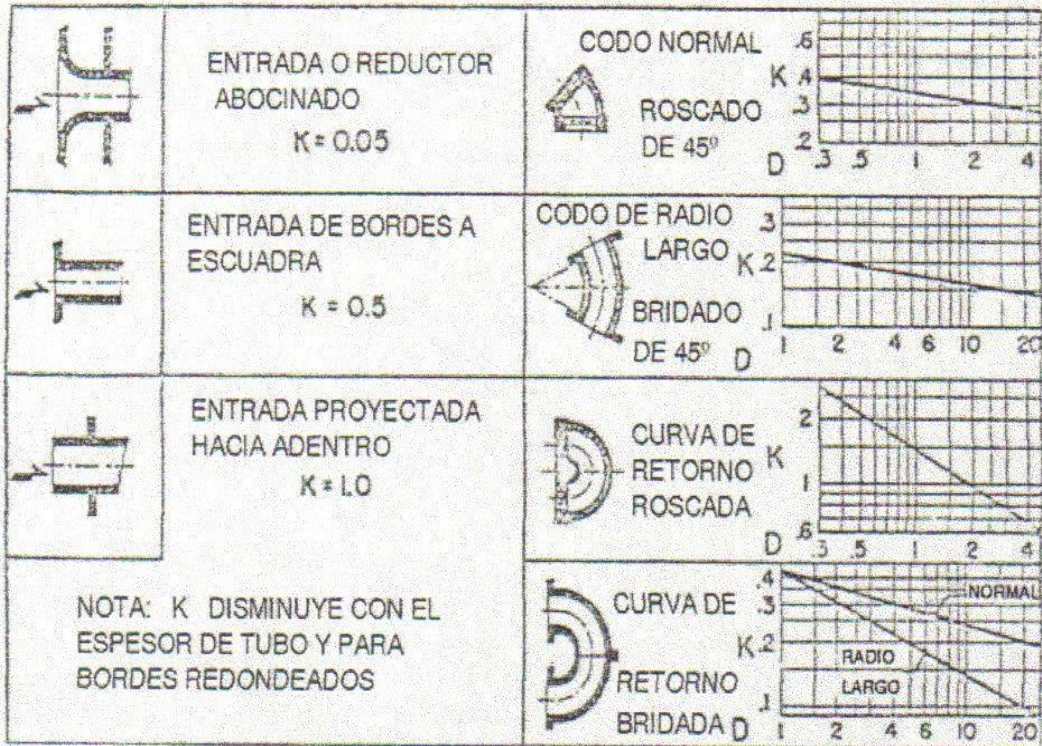 ENTRADA O REDUCTOR
ABOCINADO
K = 0.05
CODO NORMAL
ROSCADO
DE 45º
K
.6
.4
.3
.2
D
.3 .5 1 2 4
ENTRADA DE BORDES A
ESCUADRA
K = 0.5
CODO DE RADIO
LARGO
BRIDADO
DE 45º
K
.3
.2
.1
D
1 2 4 6 10 20
ENTRADA PROYECTADA
HACIA ADENTRO
K = 1.0
CURVA DE
RETORNO
ROSCADA
K
2
1
.6
D
.3 .5 1 2 4
NOTA: K DISMINUYE CON EL
ESPESOR DE TUBO Y PARA
BORDES REDONDEADOS
CURVA DE
RETORNO
BRIDADA
K
.4
.3
.2
.1
NORMAL
RADIO
LARGO
D
1 2 4 6 10 20